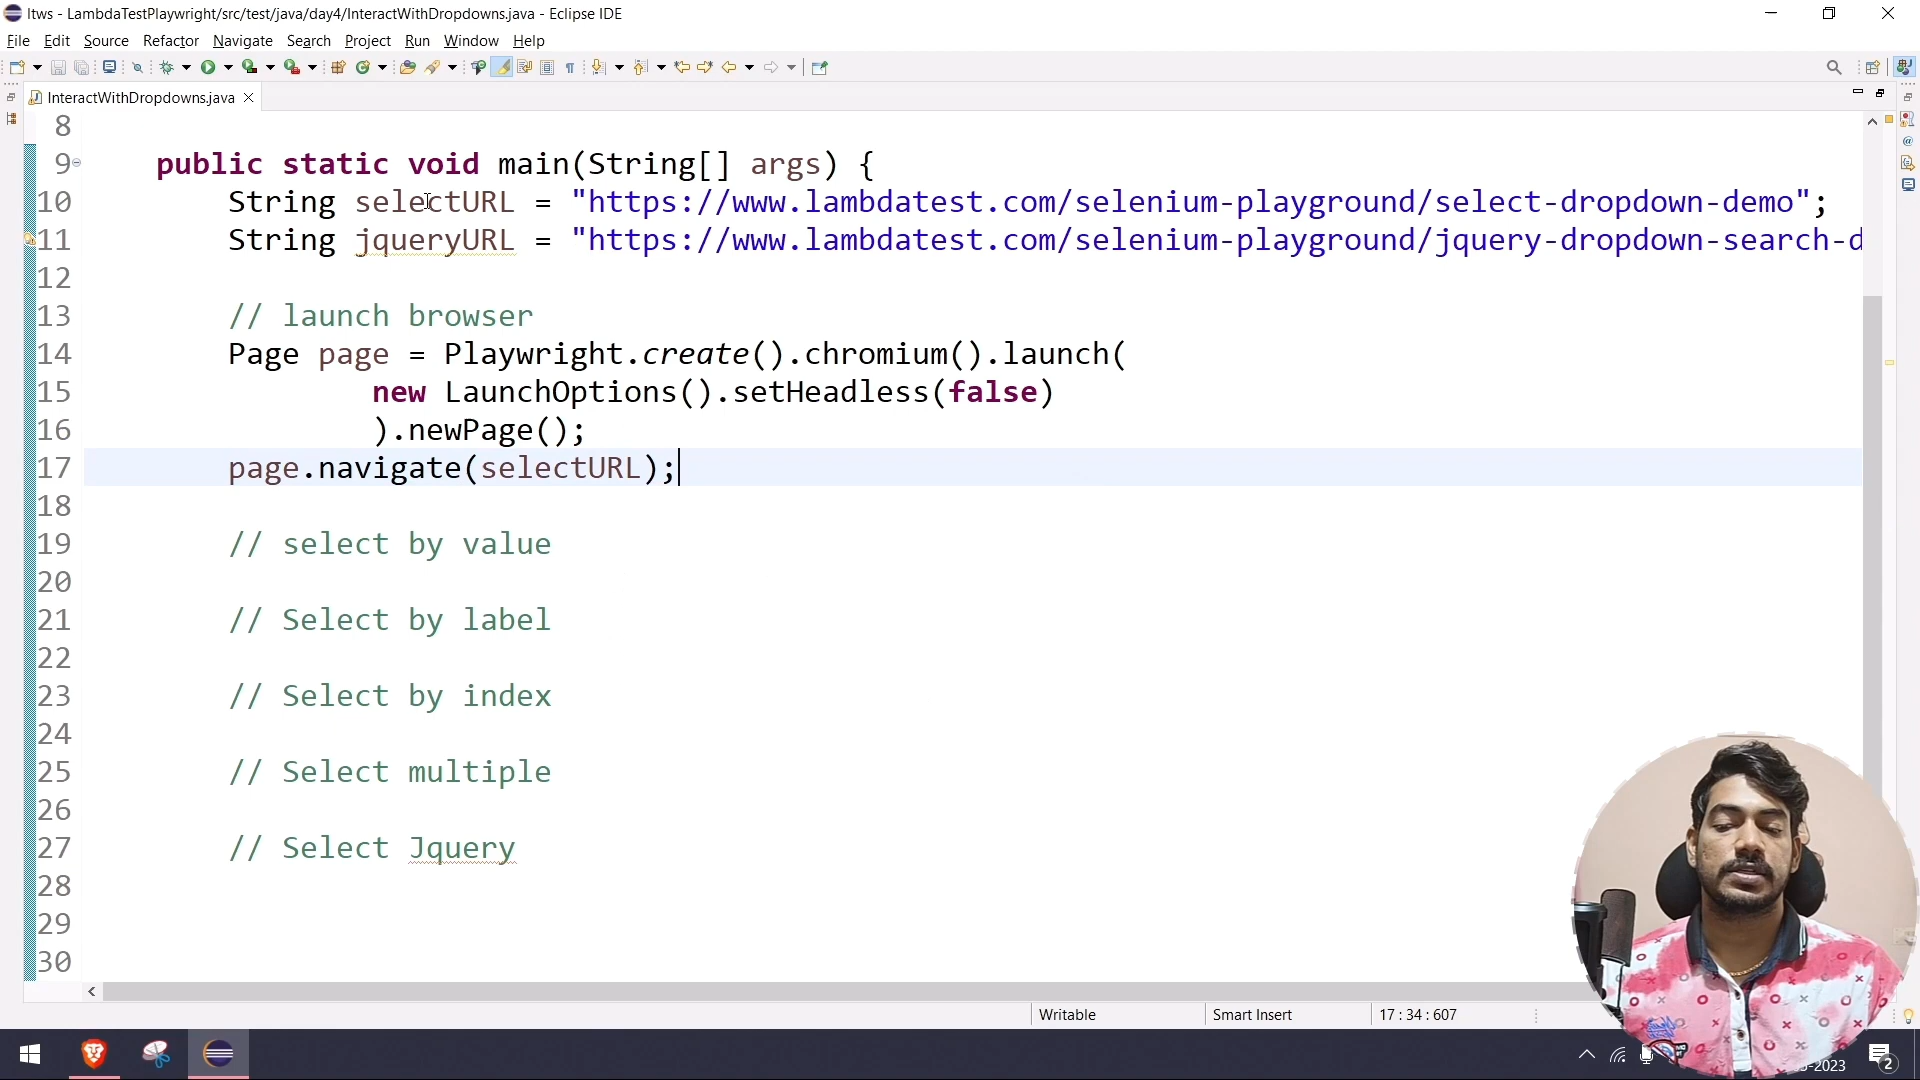 ltws - LambdaTestPlaywright/src/test/java/day4/InteractWithDropdowns.java - Eclipse IDE
File Edit Source Refactor Navigate Search Project Run Window Help
InteractWithDropdowns.java
8
9 public static void main(String[] args) {
10 String selectURL = "https://www.lambdatest.com/selenium-playground/select-dropdown-demo";
11 String jqueryURL = "https://www.lambdatest.com/selenium-playground/jquery-dropdown-search-d
12
13 // launch browser
14 Page page = Playwright.create().chromium().launch(
15 new LaunchOptions().setHeadless(false)
16 ).newPage();
17 page.navigate(selectURL);
18
19 // select by value
20
21 // Select by label
22
23 // Select by index
24
25 // Select multiple
26
27 // Select Jquery
28
29
30
Writable Smart Insert 17 : 34 : 607
-2023
2